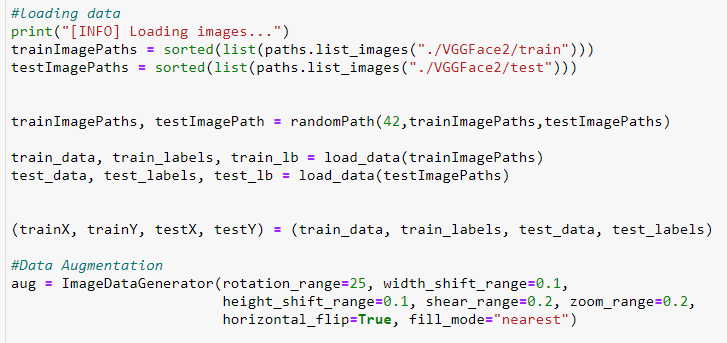 #loading data
print("[INFO] Loading images...")
trainImagePaths = sorted(list(paths.list_images("./VGGFace2/train")))
testImagePaths = sorted(list(paths.list_images("./VGGFace2/test")))
trainImagePaths, testImagePath = randomPath(42,trainImagePaths,testImagePaths)
train_data, train_labels, train_lb = load_data(trainImagePaths)
test_data, test_labels, test_lb = load_data(testImagePaths)
(trainX, trainY, testX, testY) = (train_data, train_labels, test_data, test_labels)
#Data Augmentation
aug = ImageDataGenerator(rotation_range=25, width_shift_range=0.1,
height_shift_range=0.1, shear_range=0.2, zoom_range=0.2,
horizontal_flip=True, fill_mode="nearest")